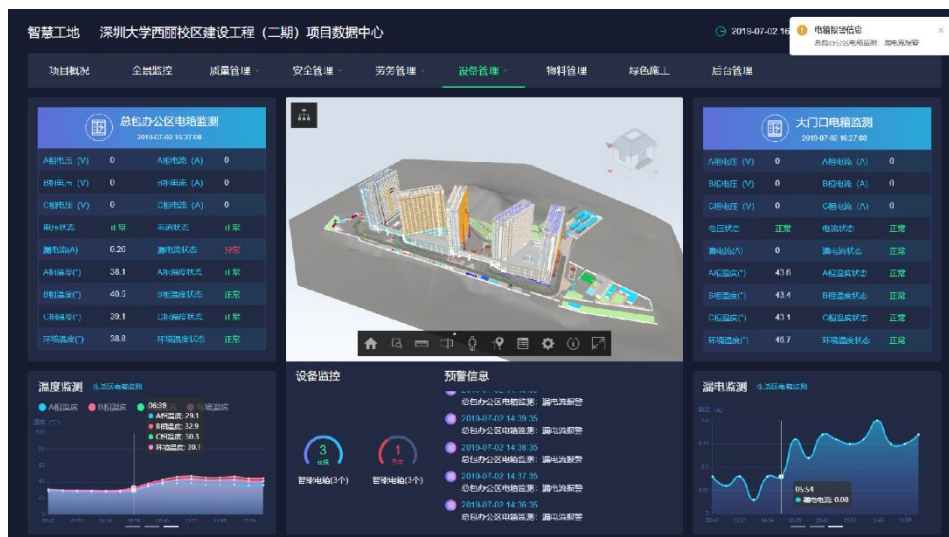 智慧工地 深圳大学西丽校区建设工程（二期）项目数据中心
2019-07-02 16
电箱报警信息
总包办公区电箱监测：漏电流报警
项目概况 全景监控 质量管理 安全管理 劳务管理 设备管理 物料管理 绿色施工 后台管理
总包办公区电箱监测
2019-07-02 16:27:08
A相电压 (V) 0 A相电流 (A) 0
B相电压 (V) 0 B相电流 (A) 0
C相电压 (V) 0 C相电流 (A) 0
电压状态 正常 电流状态 正常
漏电流(A) 0.20 漏电流状态 异常
A相温度(°) 38.1 A相温度状态 正常
B相温度(°) 40.5 B相温度状态 正常
C相温度(°) 39.1 C相温度状态 正常
环境温度(°) 38.8 环境温度状态 正常
大门口电箱监测
2019-07-02 16:27:08
A相电压 (V) 0 A相电流 (A) 0
B相电压 (V) 0 B相电流 (A) 0
C相电压 (V) 0 C相电流 (A) 0
电压状态 正常 电流状态 正常
漏电流(A) 0 漏电流状态 正常
A相温度(°) 43.6 A相温度状态 正常
B相温度(°) 43.4 B相温度状态 正常
C相温度(°) 43.1 C相温度状态 正常
环境温度(°) 46.7 环境温度状态 正常
温度监测 生活区电箱监测
A相温度 B相温度 环境温度
06:39
A相温度: 29.1
B相温度: 32.9
C相温度: 30.3
环境温度: 30.1
设备监控
3
在线
智能电箱(3个)
1
异常
智能电箱(3个)
预警信息
总包办公区电箱监测：漏电流报警
2019-07-02 14:39:35
总包办公区电箱监测：漏电流报警
2019-07-02 14:38:35
总包办公区电箱监测：漏电流报警
2019-07-02 14:37:35
总包办公区电箱监测：漏电流报警
2019-07-02 14:36:35
总包办公区电箱监测：漏电流报警
漏电监测 生活区电箱监测
05:54
漏电电流: 0.08